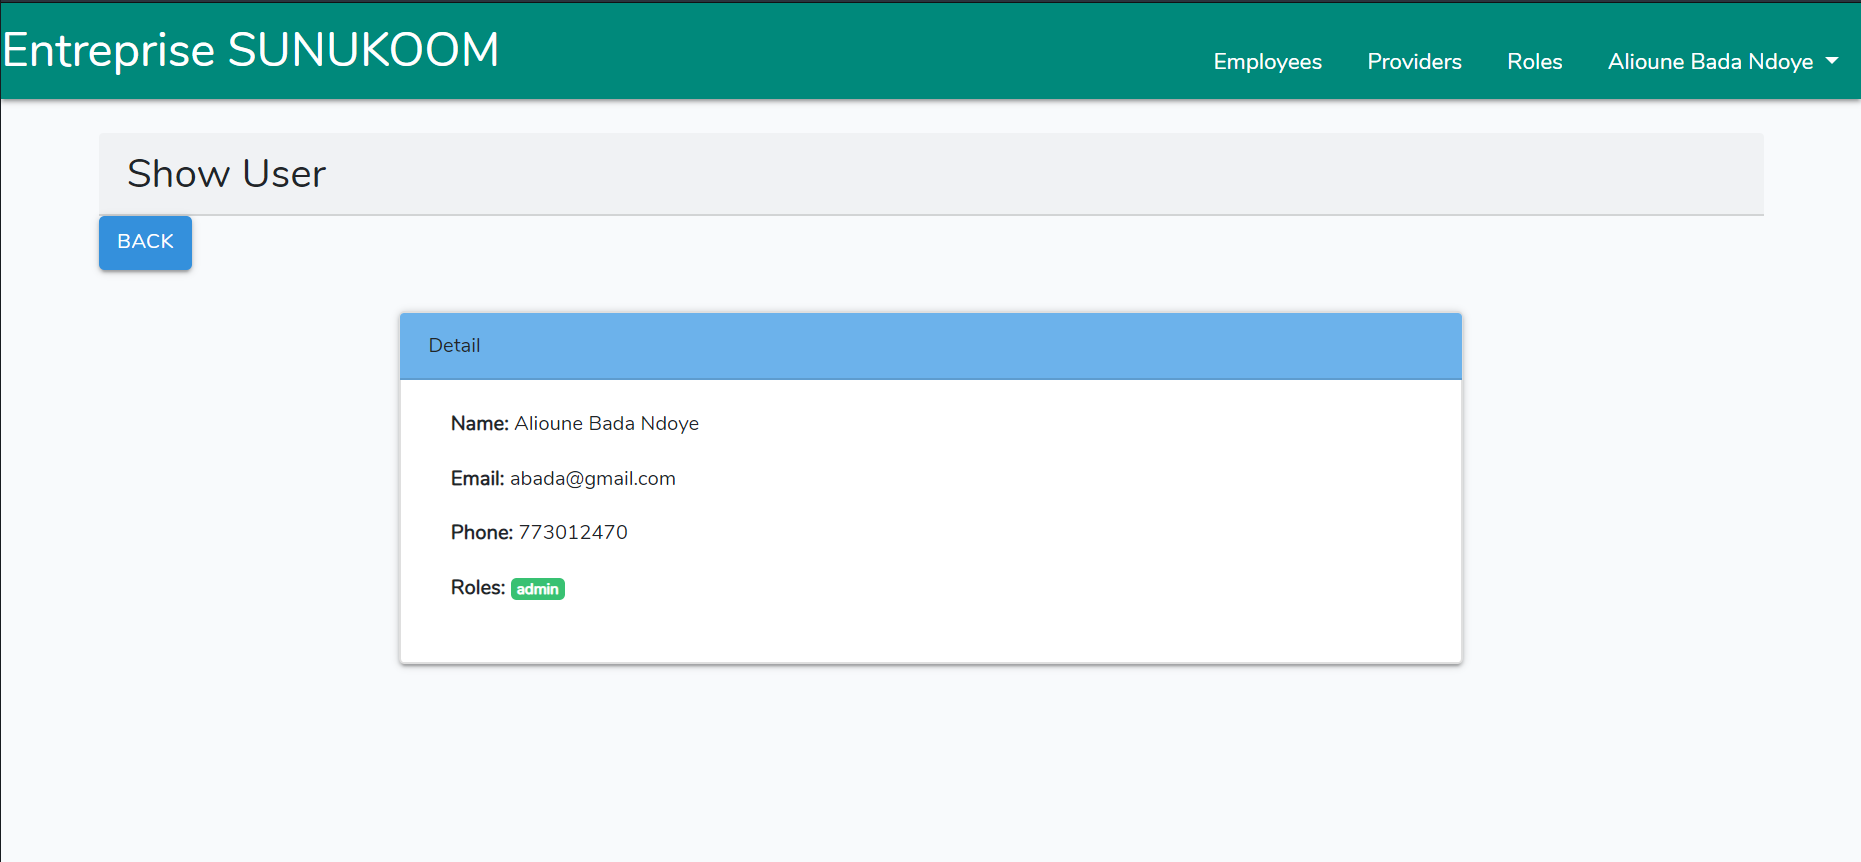 Entreprise SUNUKOOM
Employees Providers Roles Alioune Bada Ndoye
Show User
BACK
Detail
Name: Alioune Bada Ndoye
Email: abada@gmail.com
Phone: 773012470
Roles: admin